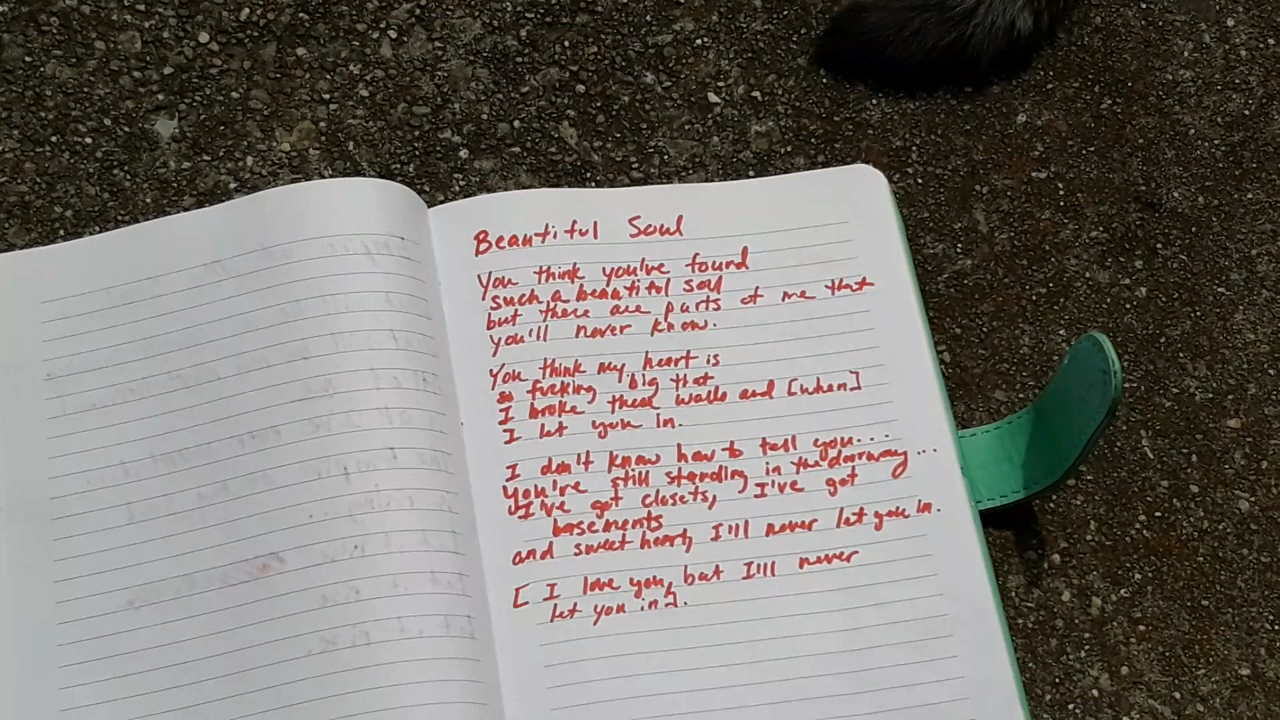 Beautiful Soul
You think you've found
such a beautiful soul
but there are parts of me that
you'll never know.
You think my heart is
so fucking big that
I broke these walls and [when]
I let you in.
I don't know how to tell you...
You're still standing in the doorway...
I've got closets, I've got
basements
and sweet heart, I'll never let you in.
[ I love you, but I'll never
let you in].